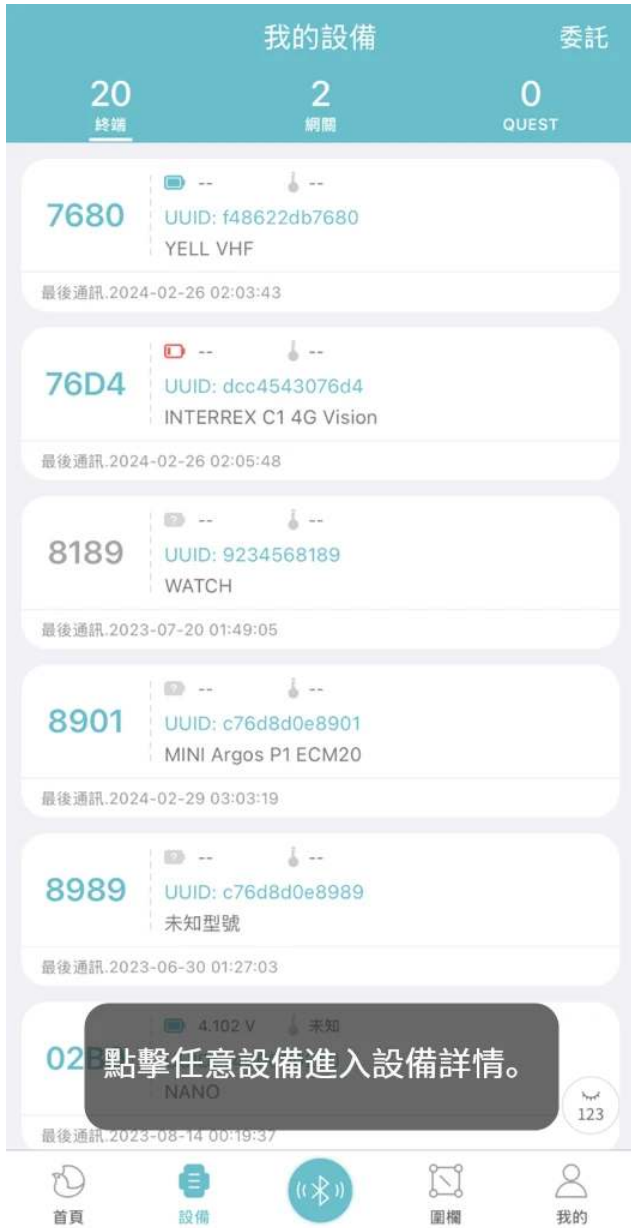 我的設備
委託
20
終端
2
網關
0
QUEST
7680
--
--
UUID: f48622db7680
YELL VHF
最後通訊.2024-02-26 02:03:43
76D4
--
--
UUID: dcc4543076d4
INTERREX C1 4G Vision
最後通訊.2024-02-26 02:05:48
8189
--
--
UUID: 9234568189
WATCH
最後通訊.2023-07-20 01:49:05
8901
--
--
UUID: c76d8d0e8901
MINI Argos P1 ECM20
最後通訊.2024-02-29 03:03:19
8989
--
--
UUID: c76d8d0e8989
未知型號
最後通訊.2023-06-30 01:27:03
4.102 V
未知
點擊任意設備進入設備詳情。
NANO
最後通訊.2023-08-14 00:19:37
123
首頁
設備
圍欄
我的